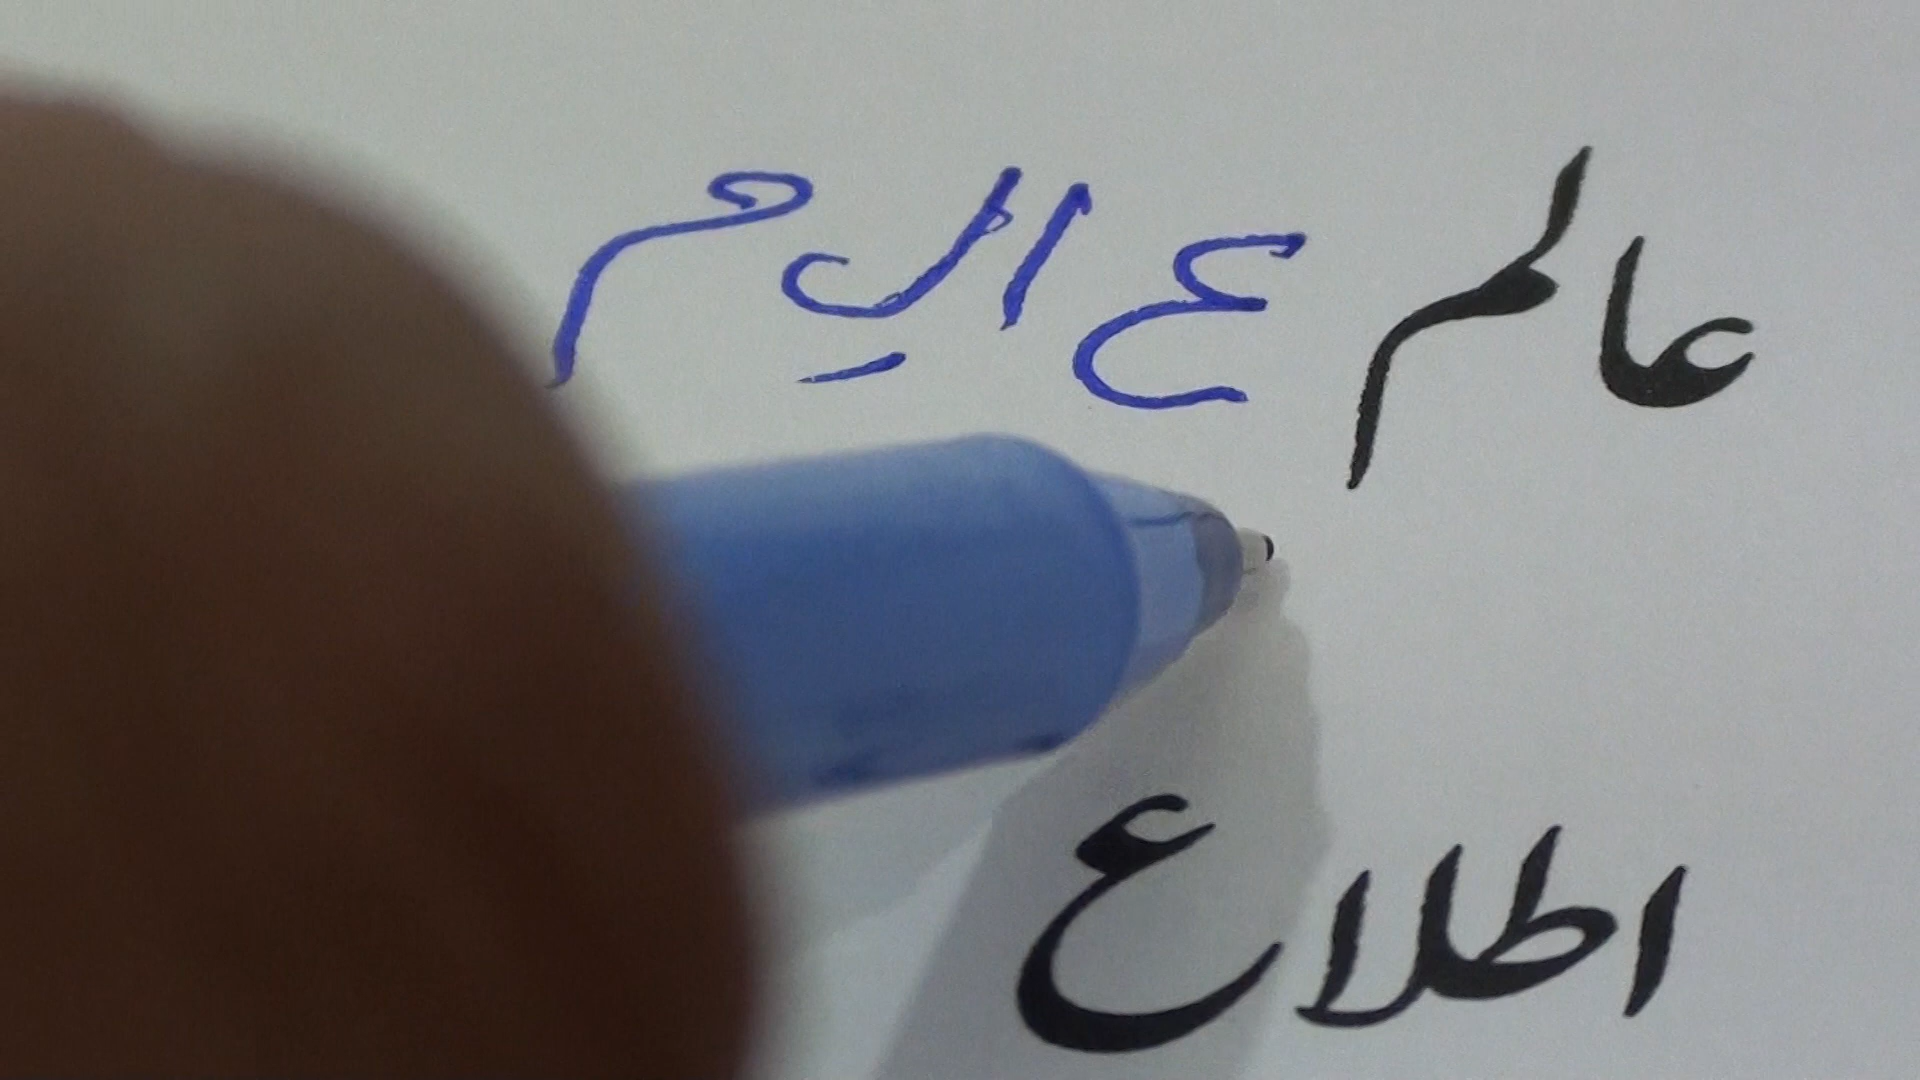 عالم ع ا لِ م
اطلاع